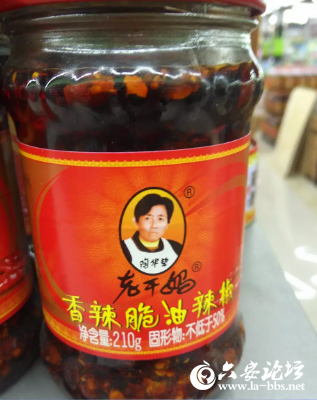 ®
陶华碧
老干妈®
香辣脆油辣椒
净含量:210g 固形物:不低于50%
六安论坛
www.la-bbs.net